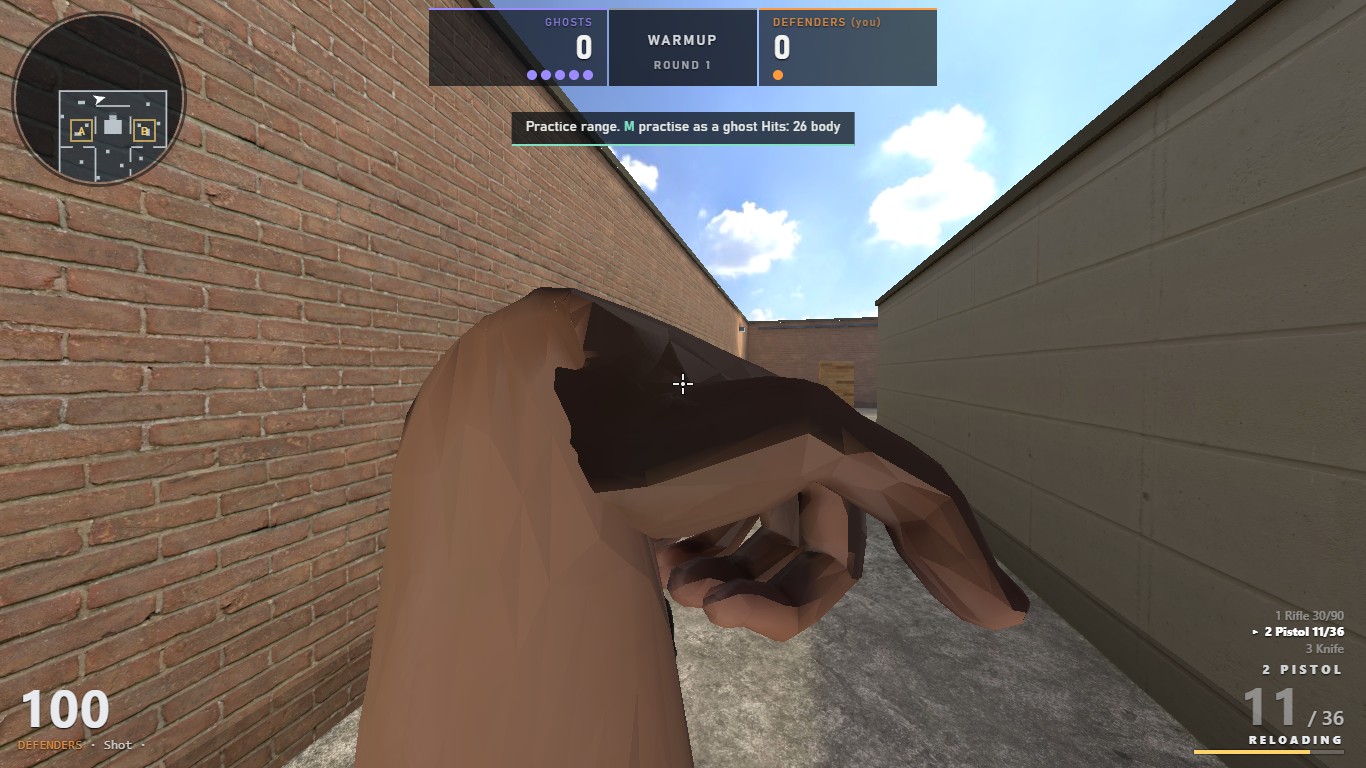 GHOSTS
0
WARMUP
ROUND 1
DEFENDERS (you)
0
A
B
Practice range. M practise as a ghost Hits: 26 body
1 Rifle 30/90
▸ 2 Pistol 11/36
3 Knife
2 PISTOL
11 / 36
RELOADING
100
DEFENDERS · Shot ·